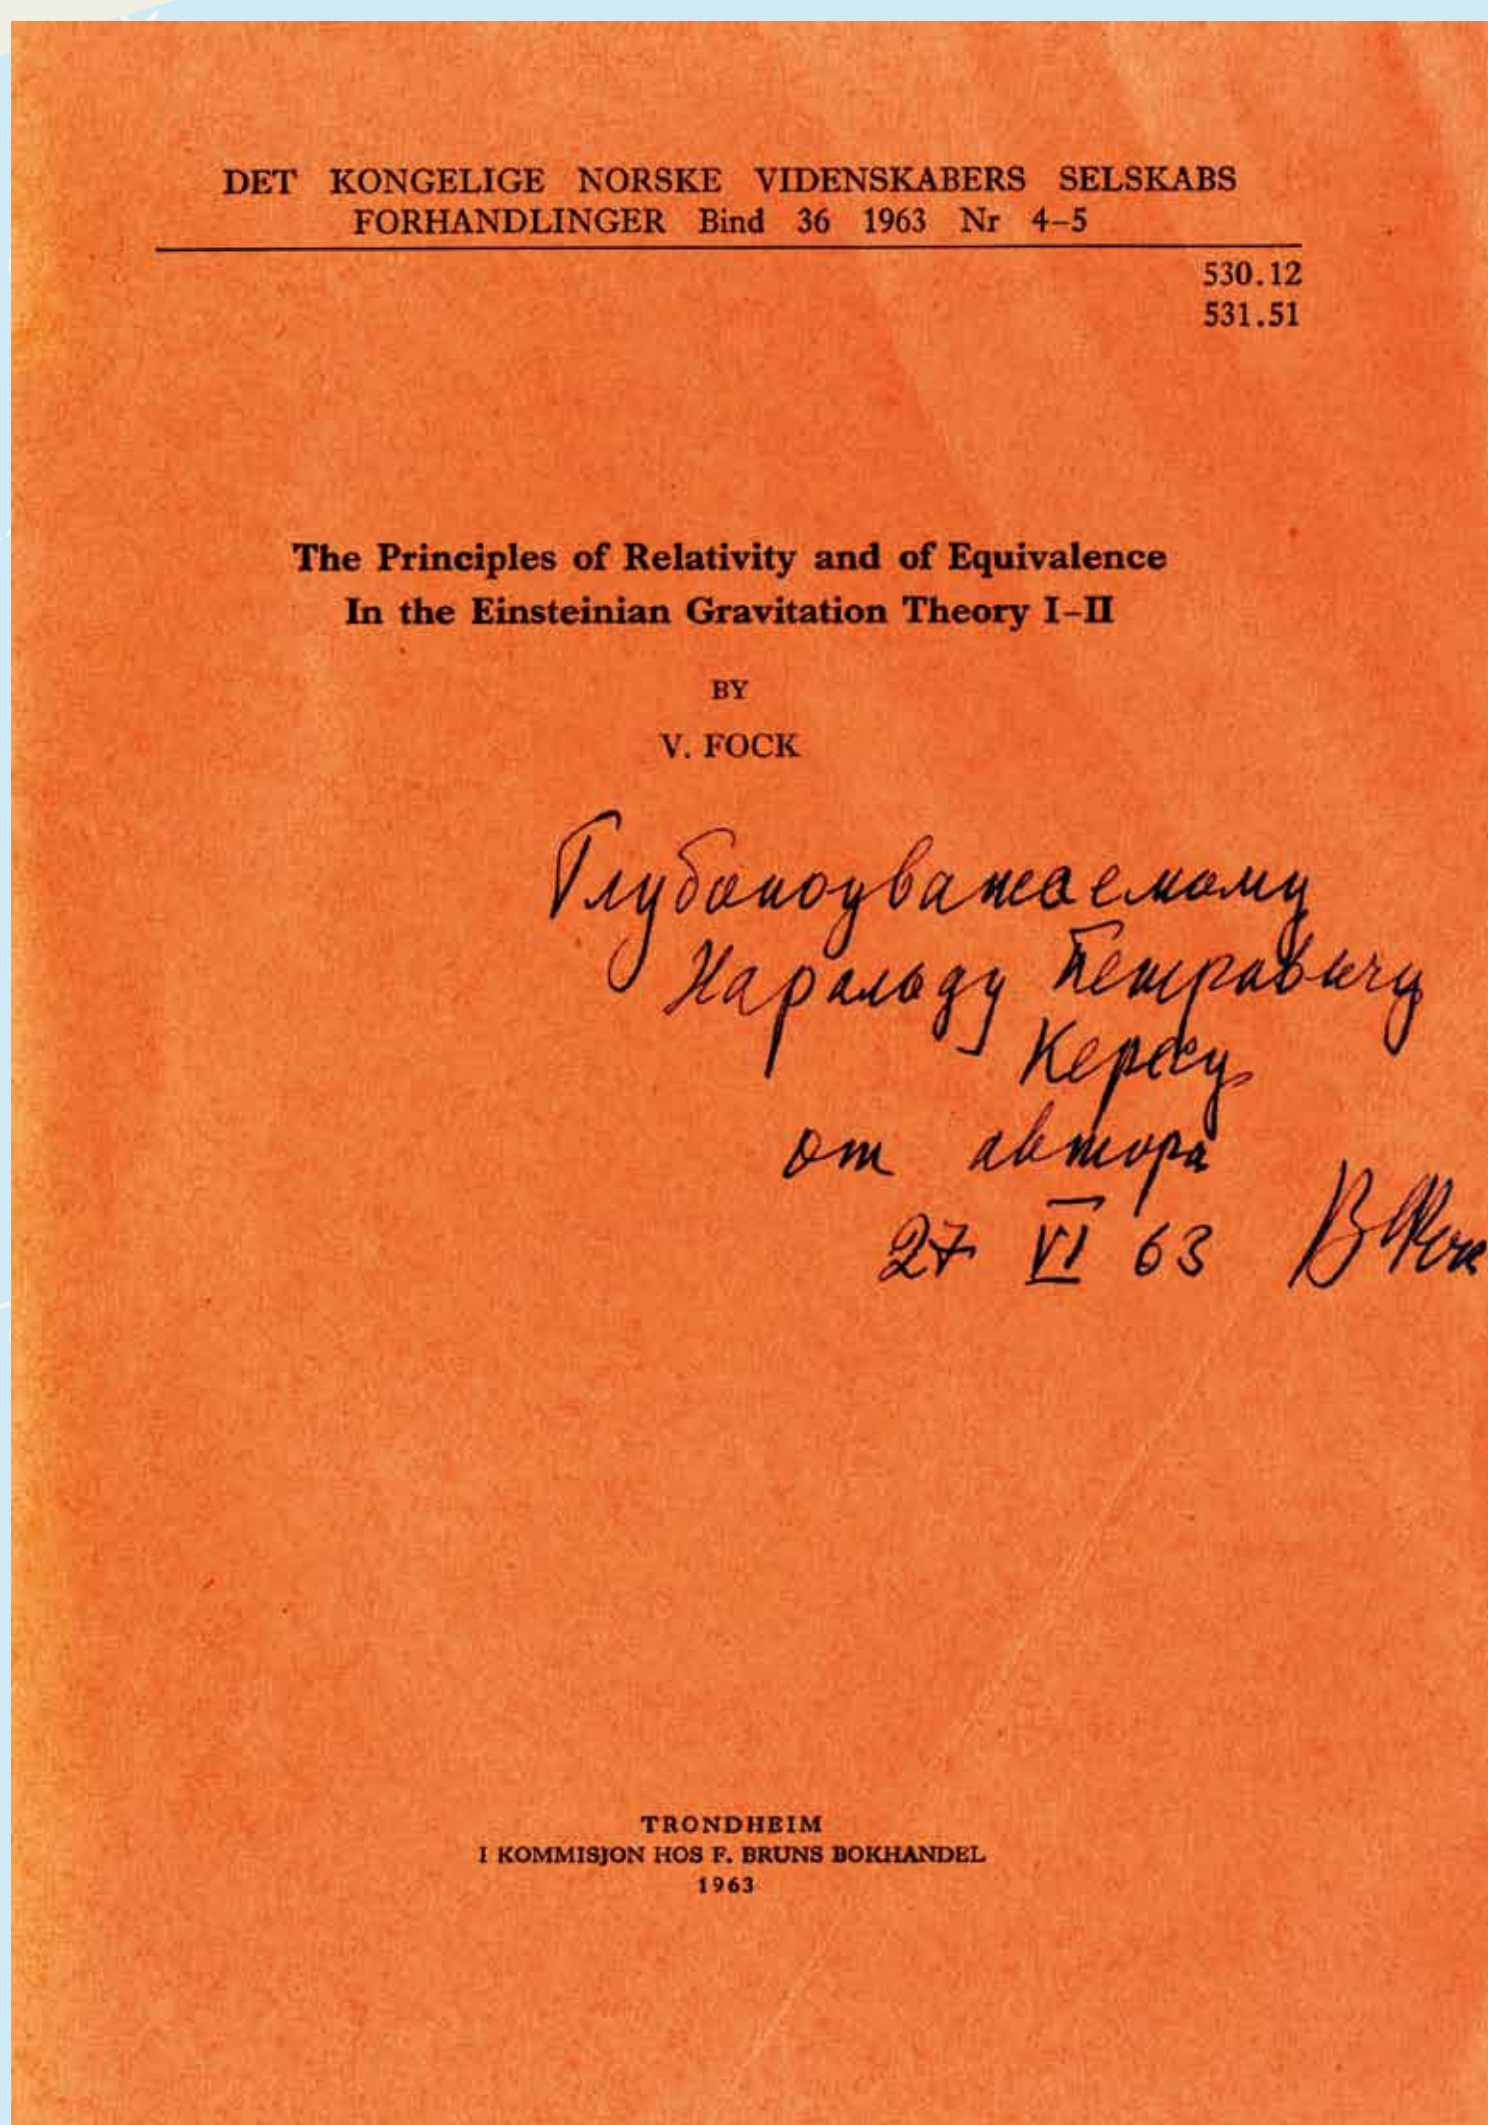 DET KONGELIGE NORSKE VIDENSKABERS SELSKABS
FORHANDLINGER Bind 36 1963 Nr 4–5
530.12
531.51
The Principles of Relativity and of Equivalence
In the Einsteinian Gravitation Theory I–II
BY
V. FOCK
Глубокоуважаемому
Харальду Петровичу
Кересу
от автора
27 VI 63 В Фок
TRONDHEIM
I KOMMISJON HOS F. BRUNS BOKHANDEL
1963